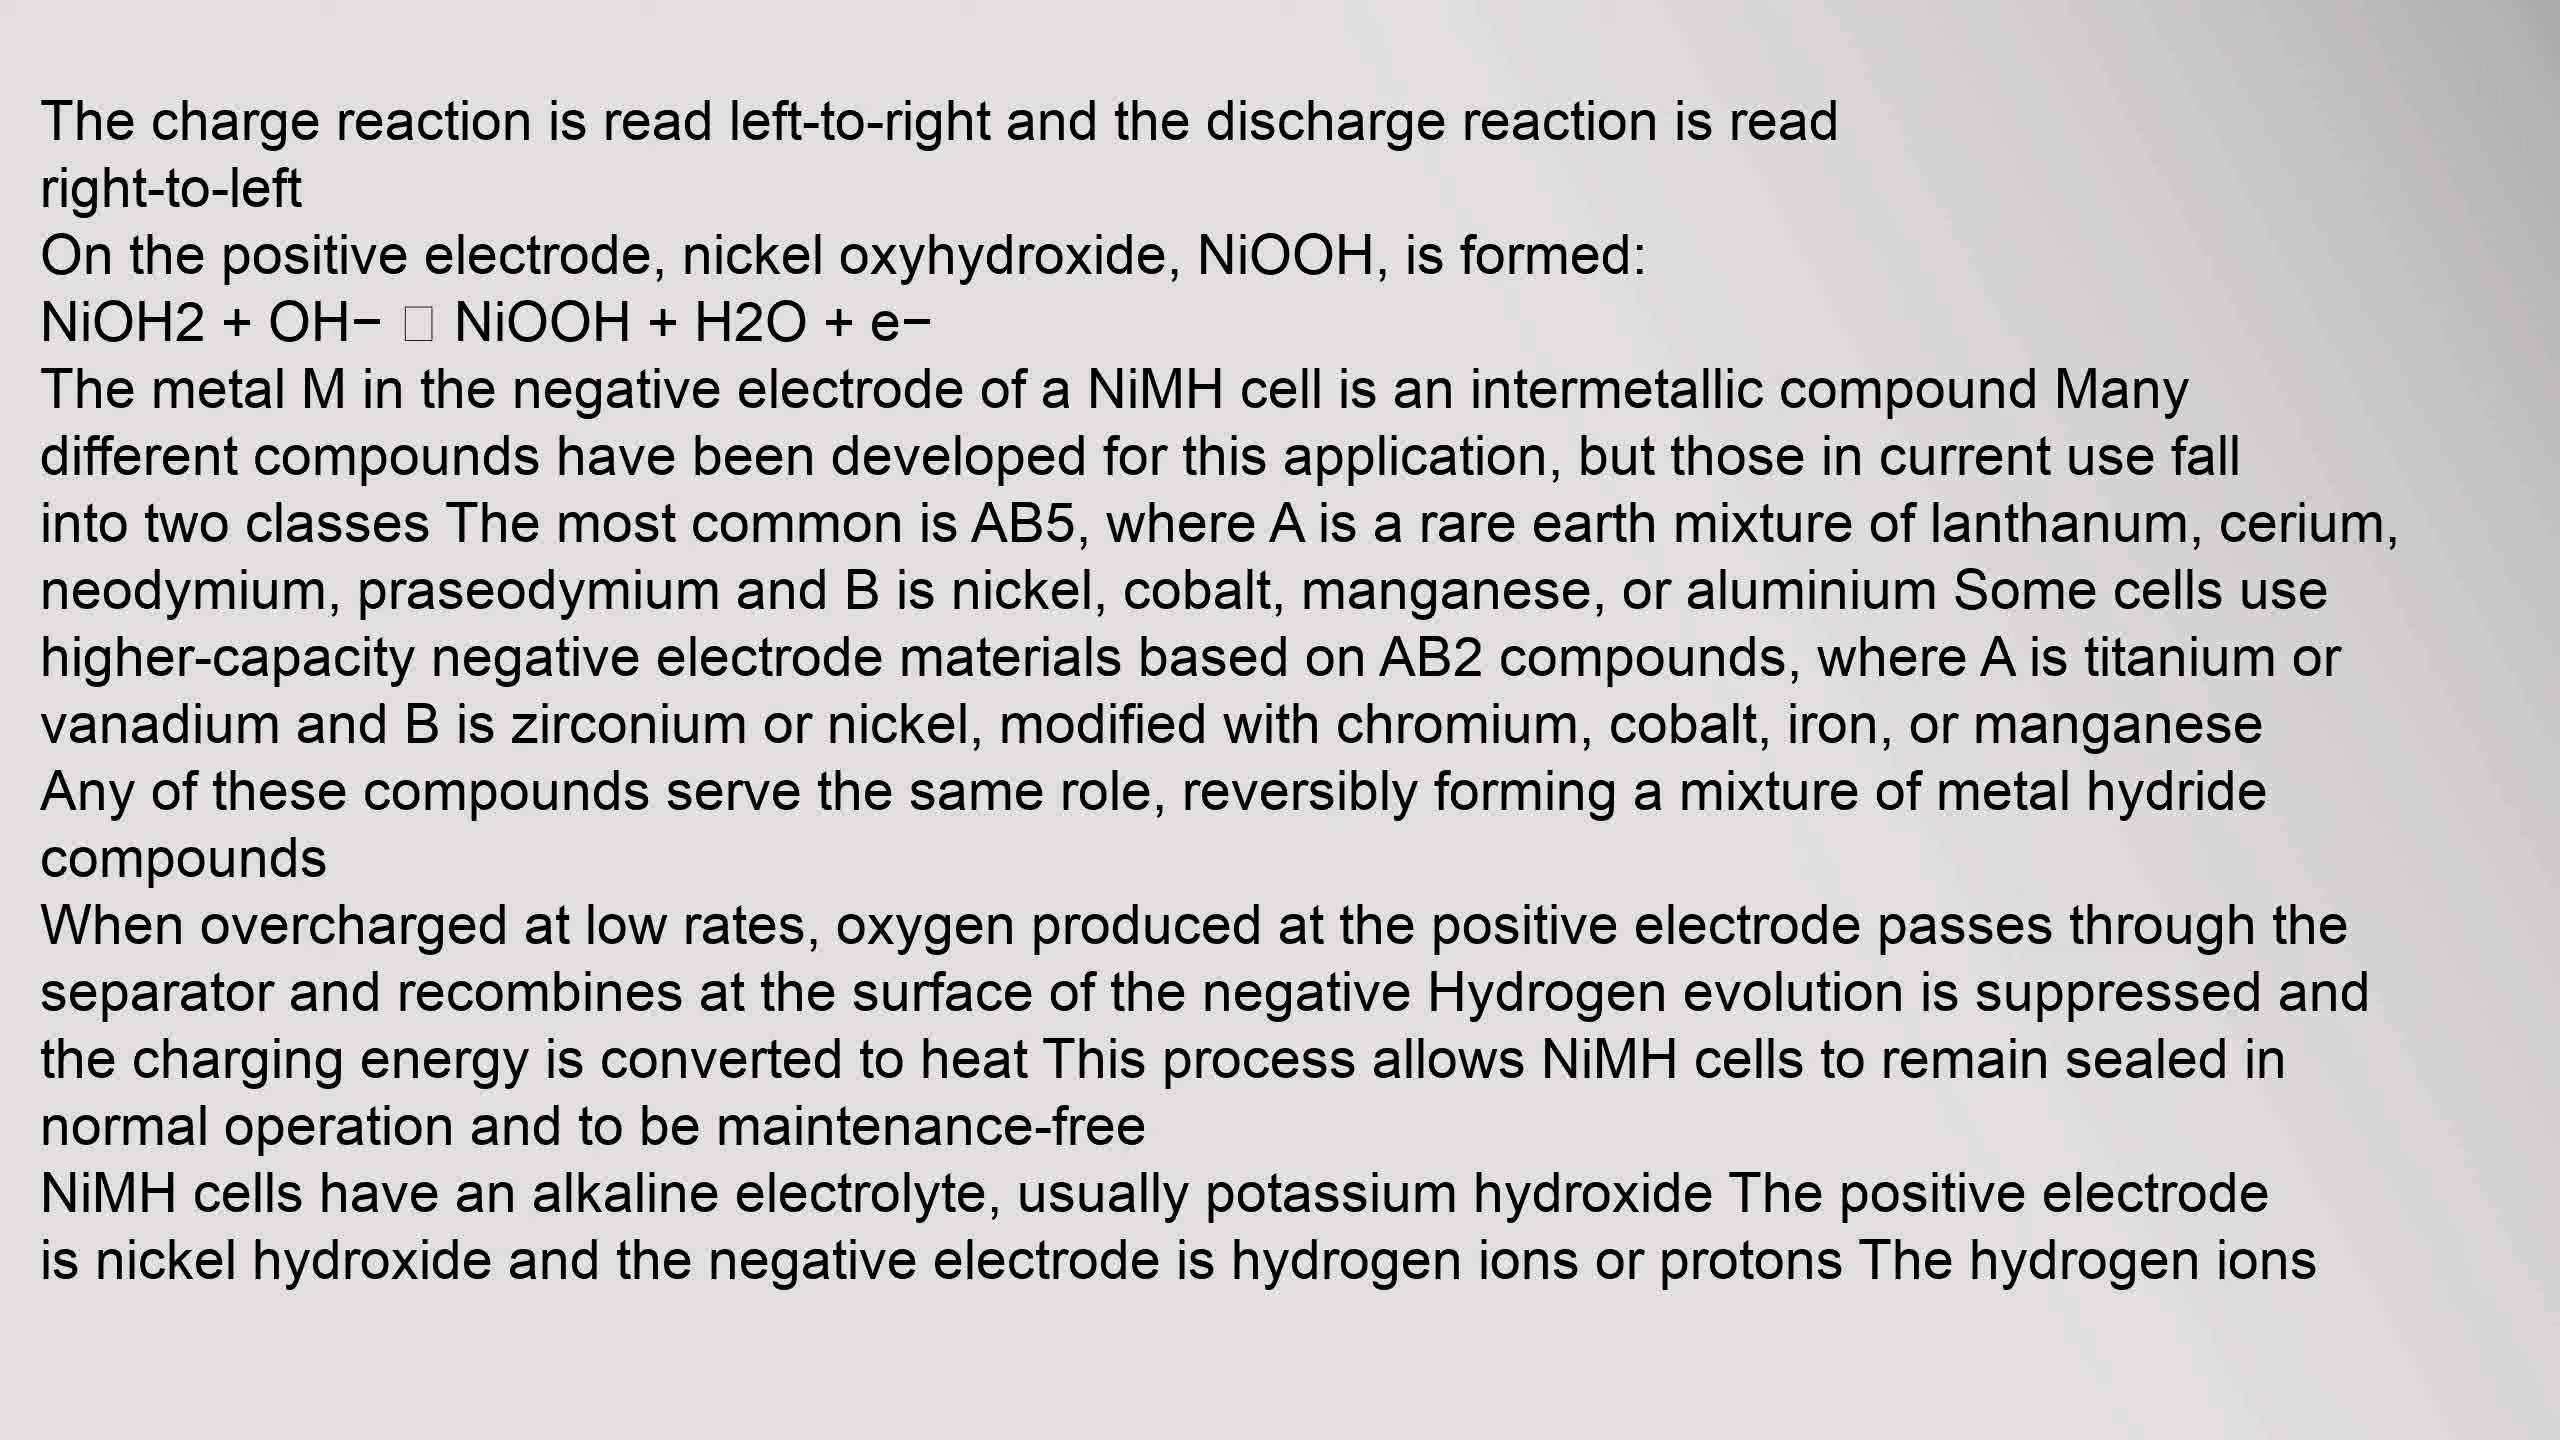 The charge reaction is read left-to-right and the discharge reaction is read
right-to-left
On the positive electrode, nickel oxyhydroxide, NiOOH, is formed:
NiOH2 + OH− □ NiOOH + H2O + e−
The metal M in the negative electrode of a NiMH cell is an intermetallic compound Many
different compounds have been developed for this application, but those in current use fall
into two classes The most common is AB5, where A is a rare earth mixture of lanthanum, cerium,
neodymium, praseodymium and B is nickel, cobalt, manganese, or aluminium Some cells use
higher-capacity negative electrode materials based on AB2 compounds, where A is titanium or
vanadium and B is zirconium or nickel, modified with chromium, cobalt, iron, or manganese
Any of these compounds serve the same role, reversibly forming a mixture of metal hydride
compounds
When overcharged at low rates, oxygen produced at the positive electrode passes through the
separator and recombines at the surface of the negative Hydrogen evolution is suppressed and
the charging energy is converted to heat This process allows NiMH cells to remain sealed in
normal operation and to be maintenance-free
NiMH cells have an alkaline electrolyte, usually potassium hydroxide The positive electrode
is nickel hydroxide and the negative electrode is hydrogen ions or protons The hydrogen ions